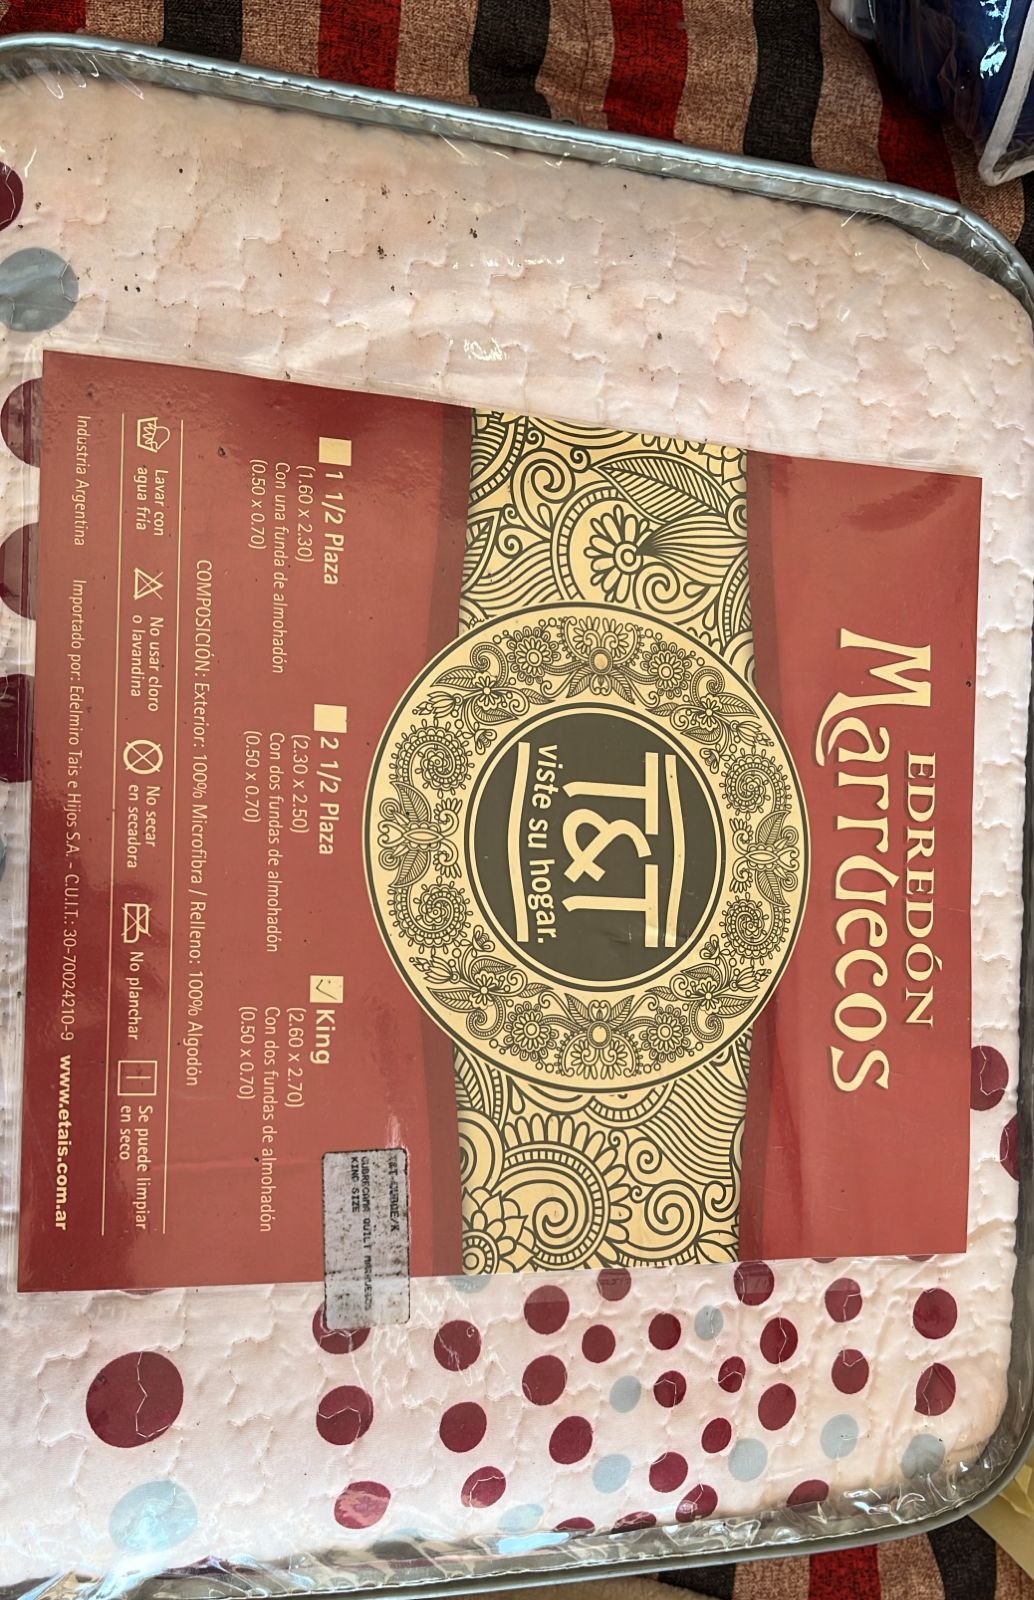 EDREDÓN
Marruecos
T&T
viste su hogar.
1 1/2 Plaza
(1.60 x 2.30)
Con una funda de almohadón
(0.50 x 0.70)
2 1/2 Plaza
(2.30 x 2.50)
Con dos fundas de almohadón
(0.50 x 0.70)
King
(2.60 x 2.70)
Con dos fundas de almohadón
(0.50 x 0.70)
T&T-CUBDE/K
CUBRECAMA QUILT MARRUECOS
KING SIZE
COMPOSICIÓN: Exterior: 100% Microfibra / Relleno: 100% Algodón
Lavar con
agua fría
No usar cloro
o lavandina
No secar
en secadora
No planchar
Se puede limpiar
en seco
Industria Argentina
Importado por: Edelmiro Tais e Hijos S.A. - C.U.I.T.: 30-70024210-9 www.etais.com.ar